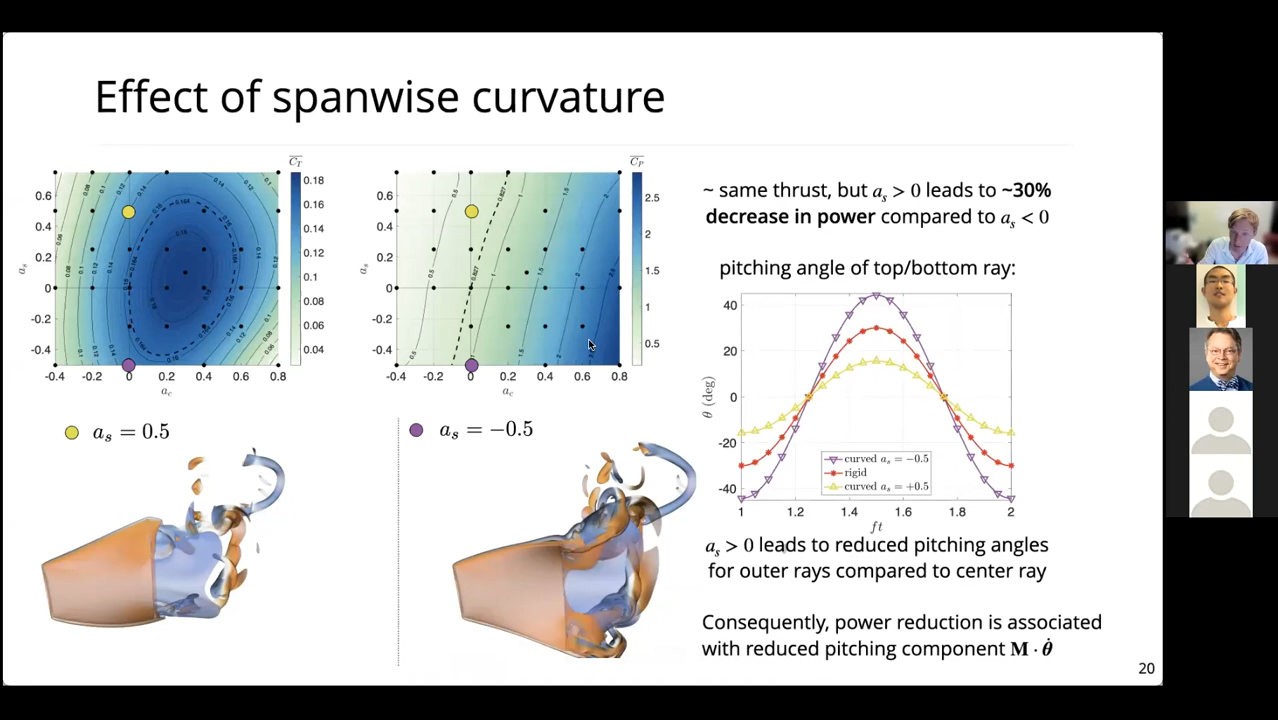 Effect of spanwise curvature
$\overline{C_T}$
0.18
0.16
0.14
0.12
0.1
0.08
0.06
0.04
0.6
0.4
0.2
0
-0.2
-0.4
a_s
-0.4 -0.2 0 0.2 0.4 0.6 0.8
a_c
$\overline{C_P}$
2.5
2
1.5
1
0.5
0.6
0.4
0.2
0
-0.2
-0.4
a_s
-0.4 -0.2 0 0.2 0.4 0.6 0.8
a_c
~ same thrust, but a_s > 0 leads to ~30%
decrease in power compared to a_s < 0
pitching angle of top/bottom ray:
40
20
0
-20
-40
θ (deg)
curved a_s = −0.5
rigid
curved a_s = +0.5
1 1.2 1.4 1.6 1.8 2
ft
a_s = 0.5
a_s = −0.5
a_s > 0 leads to reduced pitching angles
for outer rays compared to center ray
Consequently, power reduction is associated
with reduced pitching component M · θ̇
20